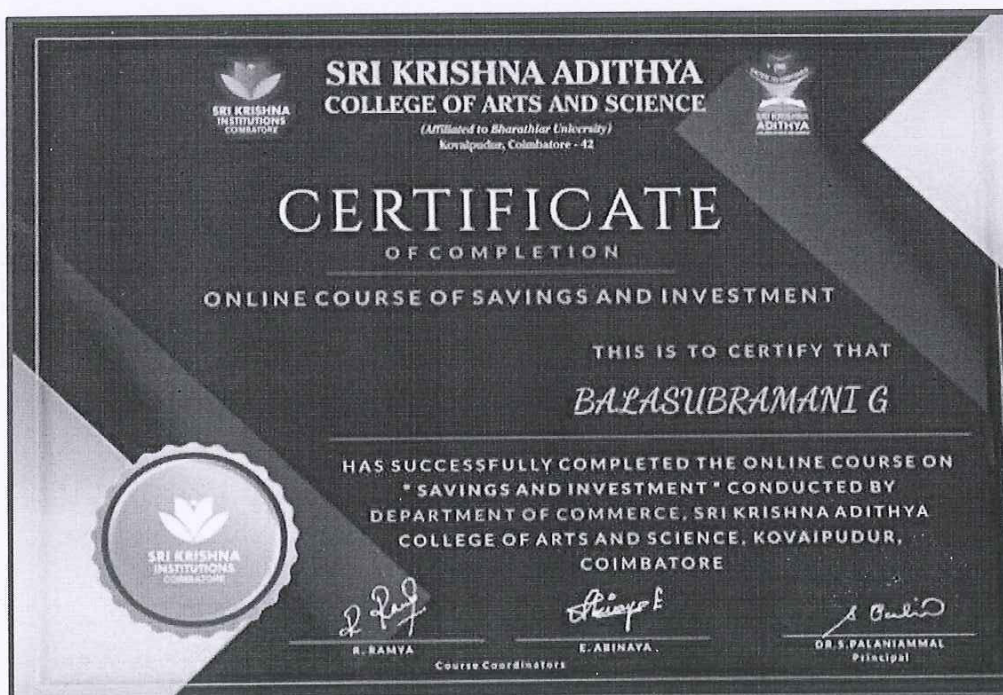 SRI KRISHNA
INSTITUTIONS
COIMBATORE
SRI KRISHNA ADITHYA
COLLEGE OF ARTS AND SCIENCE
(Affiliated to Bharathiar University)
Kovaipudur, Coimbatore - 42
SRI KRISHNA
ADITHYA
CERTIFICATE
OF COMPLETION
ONLINE COURSE OF SAVINGS AND INVESTMENT
THIS IS TO CERTIFY THAT
BALASUBRAMANI G
HAS SUCCESSFULLY COMPLETED THE ONLINE COURSE ON
" SAVINGS AND INVESTMENT " CONDUCTED BY
DEPARTMENT OF COMMERCE, SRI KRISHNA ADITHYA
COLLEGE OF ARTS AND SCIENCE, KOVAIPUDUR,
COIMBATORE
SRI KRISHNA
INSTITUTIONS
COIMBATORE
R. RAMYA
E. ABINAYA .
DR.S.PALANIAMMAL
Course Coordinators
Principal